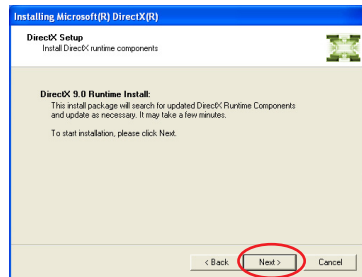 Installing Microsoft(R) DirectX(R)
DirectX Setup
Install DirectX runtime components
DirectX 9.0 Runtime Install:
This install package will search for updated DirectX Runtime Components
and update as necessary. It may take a few minutes.
To start installation, please click Next.
< Back Next > Cancel